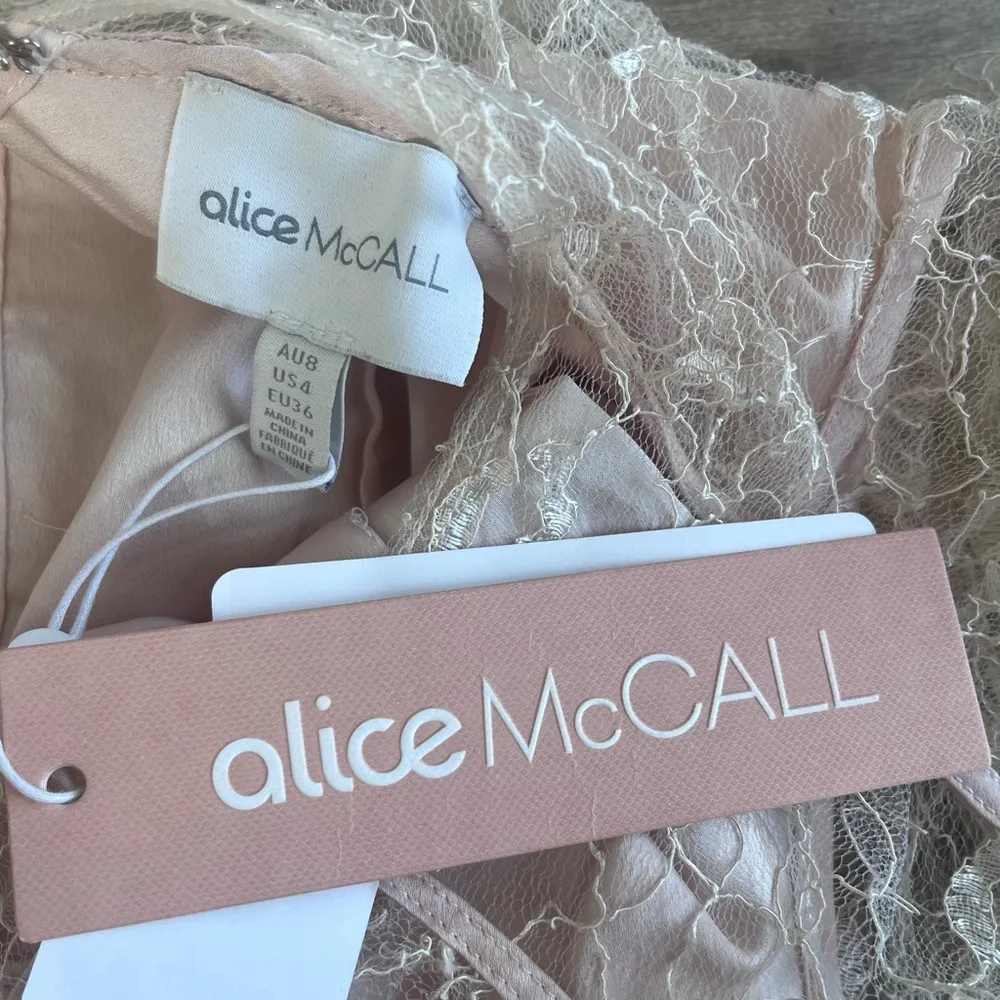 alice McCALL
AU8
US4
EU36
MADE IN
CHINA
FABRIQUÉ
EN CHINE
alice McCALL